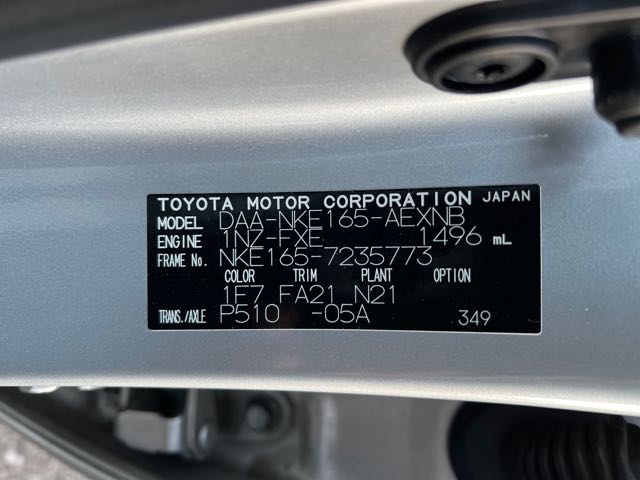 TOYOTA MOTOR CORPORATION JAPAN
MODEL DAA-NKE165-AEXNB
ENGINE 1NZ-FXE 1496 mL
FRAME No. NKE165-7235773
COLOR TRIM PLANT OPTION
1F7 FA21 N21
TRANS./AXLE P510 -05A 349